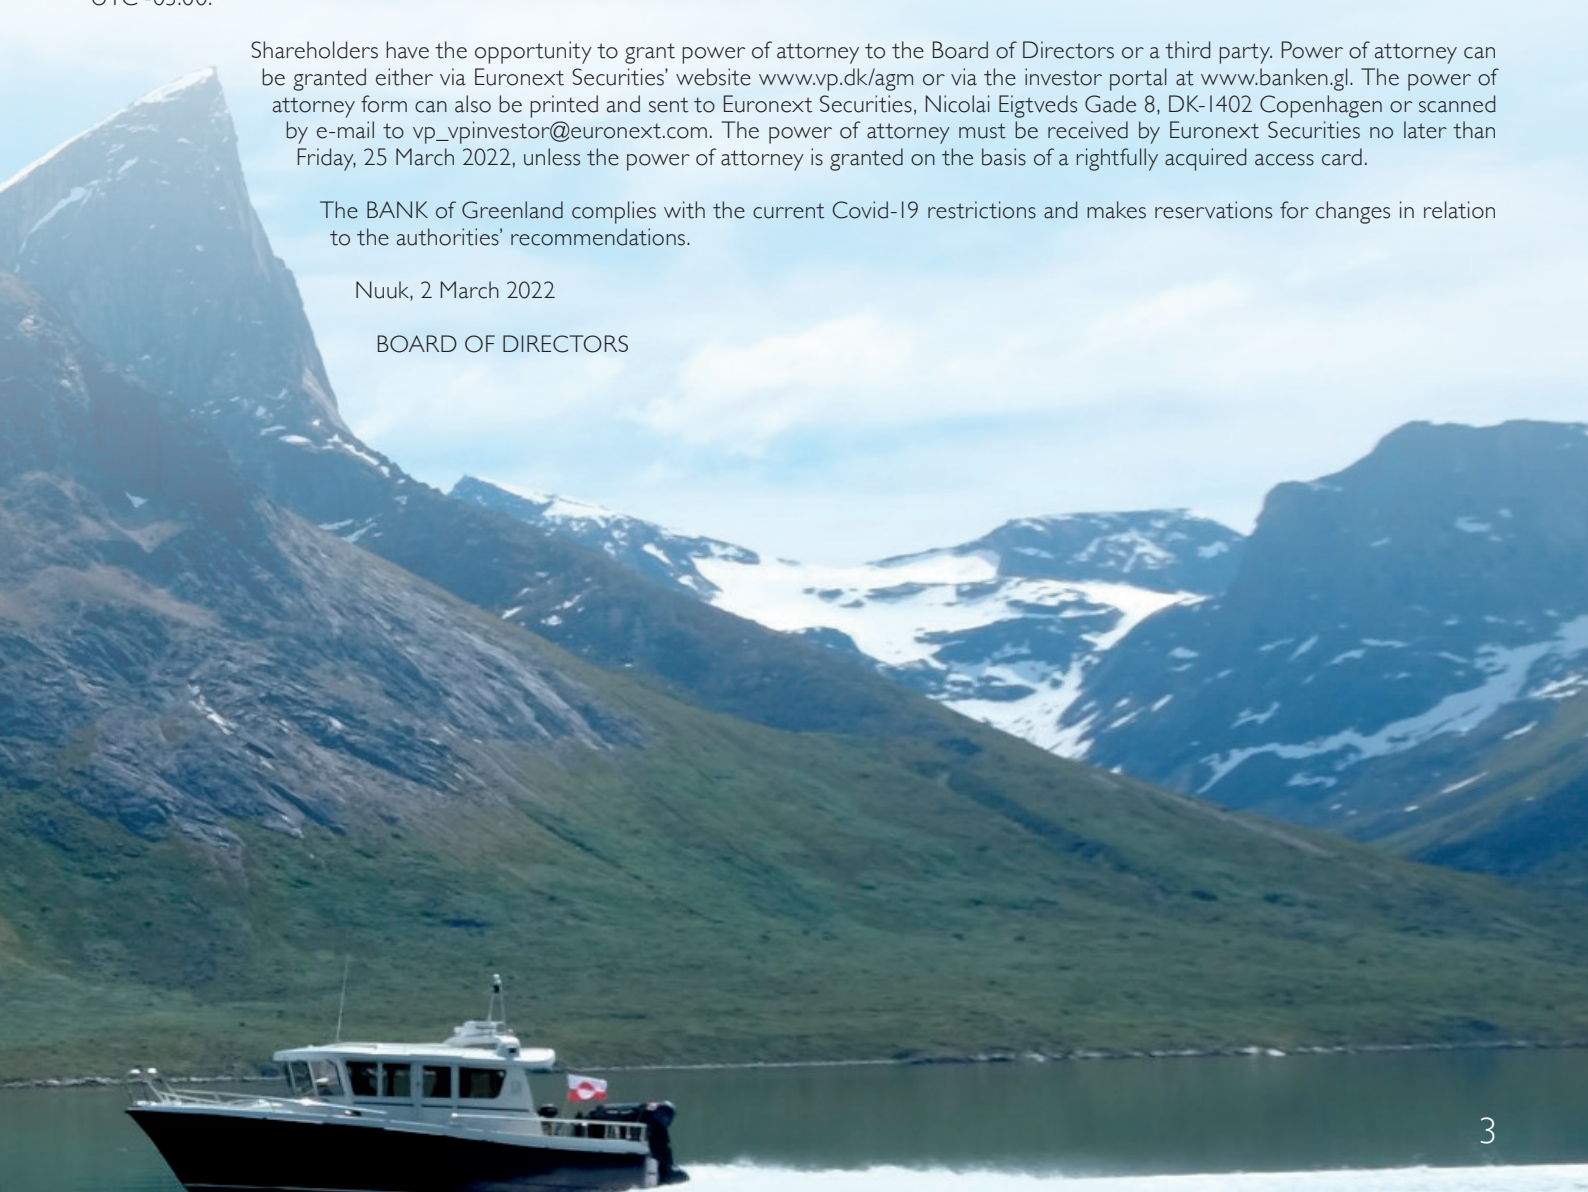 Shareholders have the opportunity to grant power of attorney to the Board of Directors or a third party. Power of attorney can
be granted either via Euronext Securities’ website www.vp.dk/agm or via the investor portal at www.banken.gl. The power of
attorney form can also be printed and sent to Euronext Securities, Nicolai Eigtveds Gade 8, DK-1402 Copenhagen or scanned
by e-mail to vp_vpinvestor@euronext.com. The power of attorney must be received by Euronext Securities no later than
Friday, 25 March 2022, unless the power of attorney is granted on the basis of a rightfully acquired access card.
The BANK of Greenland complies with the current Covid-19 restrictions and makes reservations for changes in relation
to the authorities’ recommendations.
Nuuk, 2 March 2022
BOARD OF DIRECTORS
3